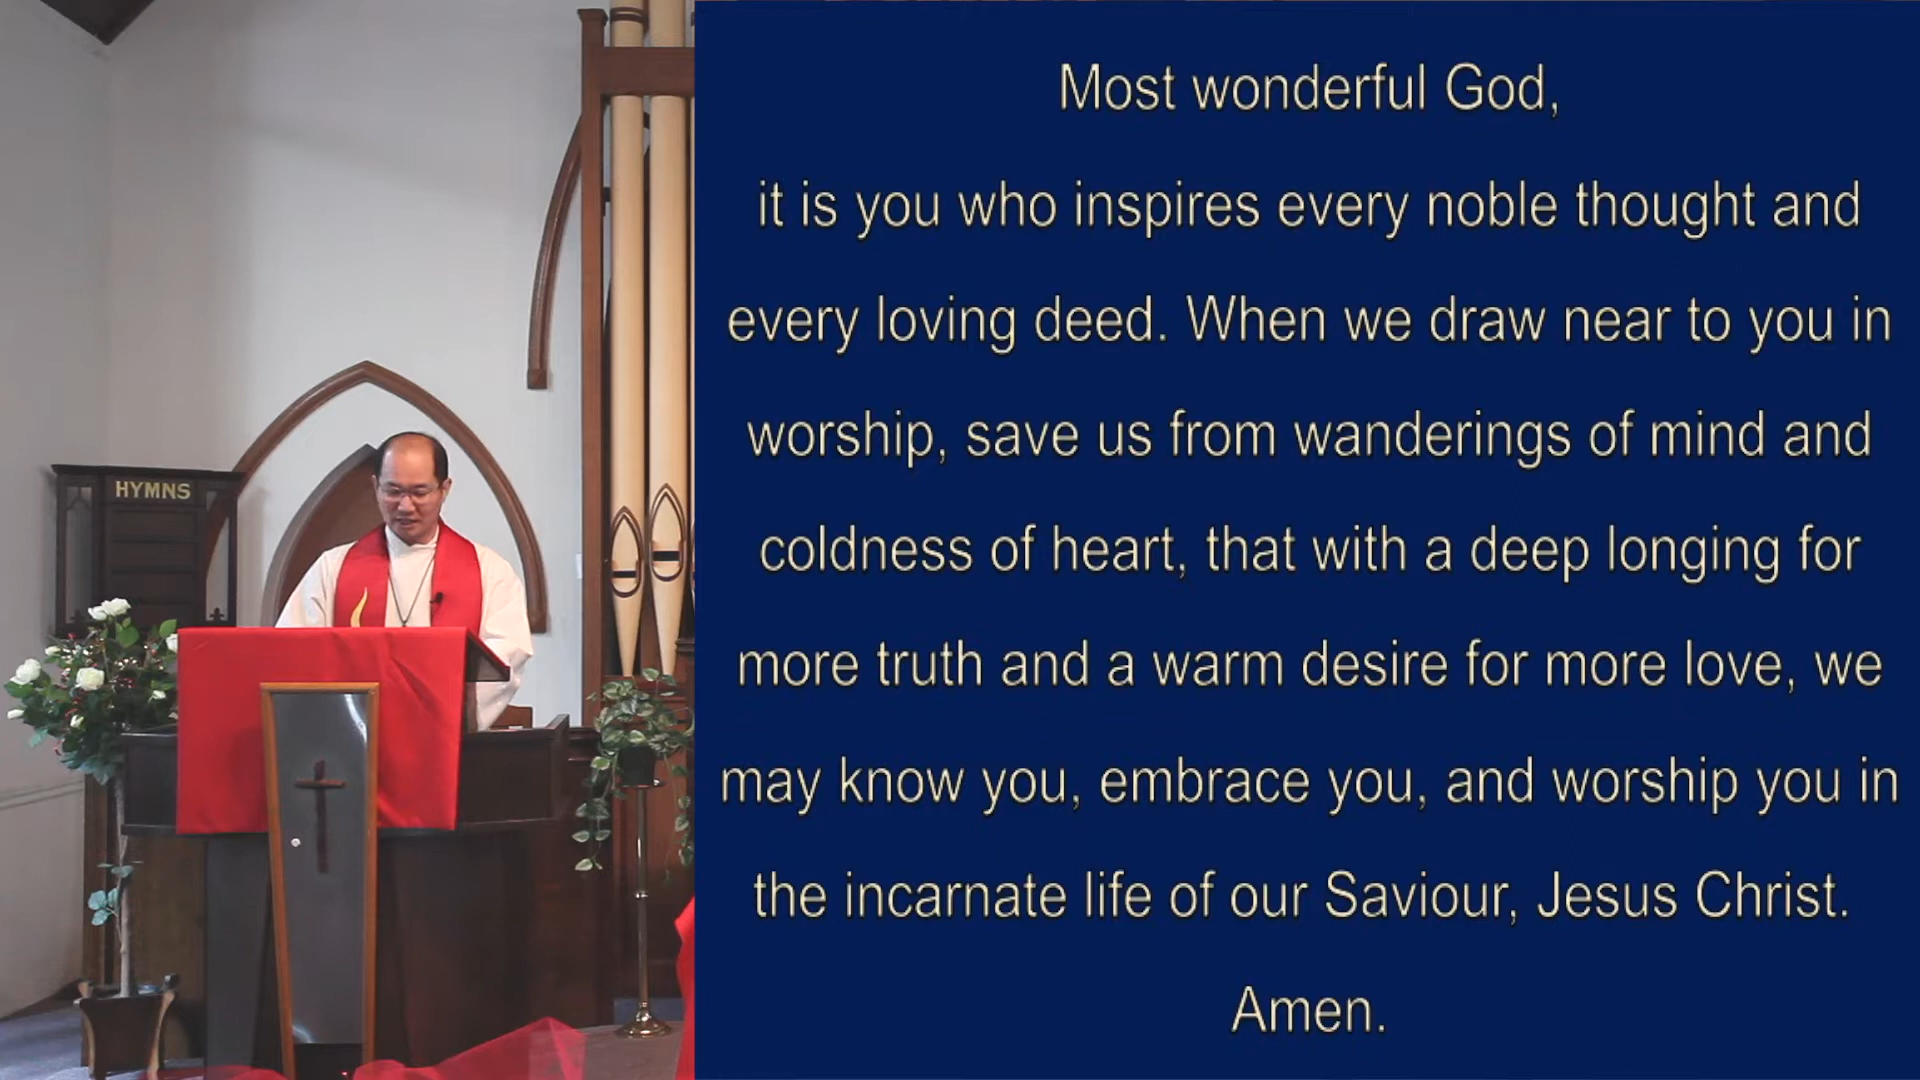 HYMNS
Most wonderful God,
it is you who inspires every noble thought and
every loving deed. When we draw near to you in
worship, save us from wanderings of mind and
coldness of heart, that with a deep longing for
more truth and a warm desire for more love, we
may know you, embrace you, and worship you in
the incarnate life of our Saviour, Jesus Christ.
Amen.